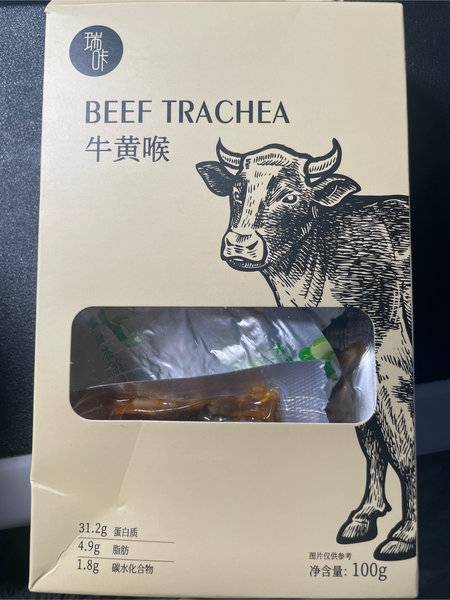 瑞咔
BEEF TRACHEA
牛黄喉
31.2g 蛋白质
4.9g 脂肪
1.8g 碳水化合物
图片仅供参考
净含量: 100g